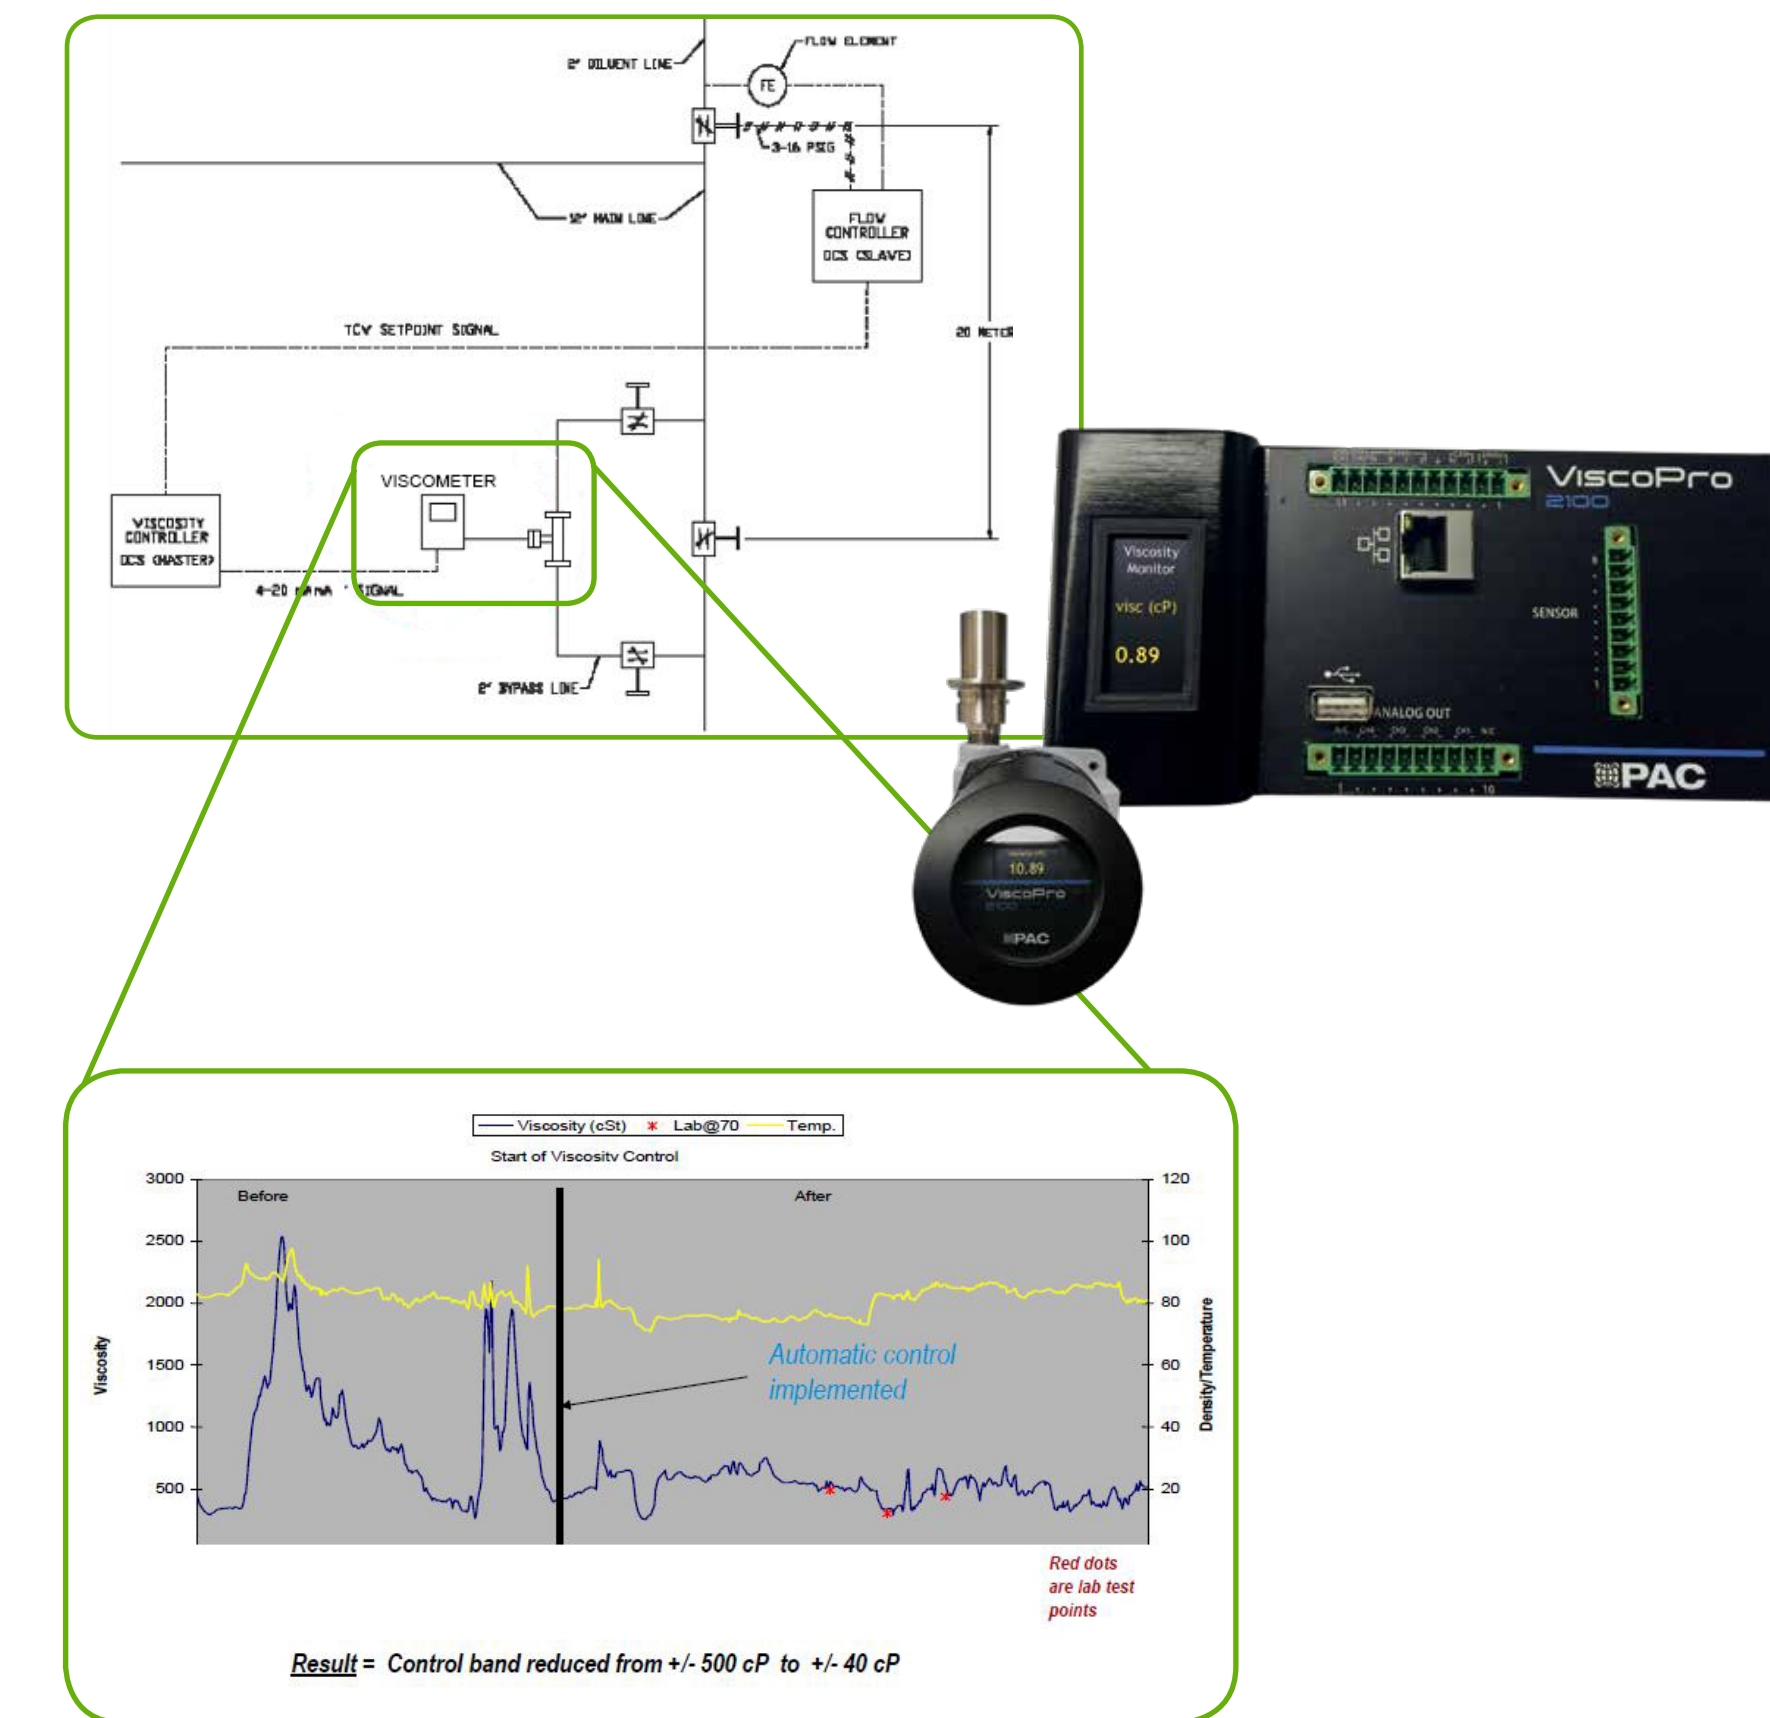 FLOW ELEMENT
2" DILUENT LINE
FE
3-16 PSIG
12" MAIN LINE
FLOW
CONTROLLER
DCS (SLAVE)
TCV SETPOINT SIGNAL
20 METER
VISCOMETER
VISCOSITY
CONTROLLER
DCS (MASTER)
4-20 mA
SIGNAL
2" BYPASS LINE
ViscoPro
2100
Viscosity
Monitor
visc (cP)
0.89
SENSOR
ANALOG OUT
1
10
PAC
10.89
ViscoPro
2100
PAC
Viscosity (cSt) Lab@70 Temp.
Start of Viscosity Control
Before
After
3000
2500
2000
1500
1000
500
120
100
80
60
40
20
Viscosity
Density/Temperature
Automatic control
implemented
Red dots
are lab test
points
Result = Control band reduced from +/- 500 cP to +/- 40 cP